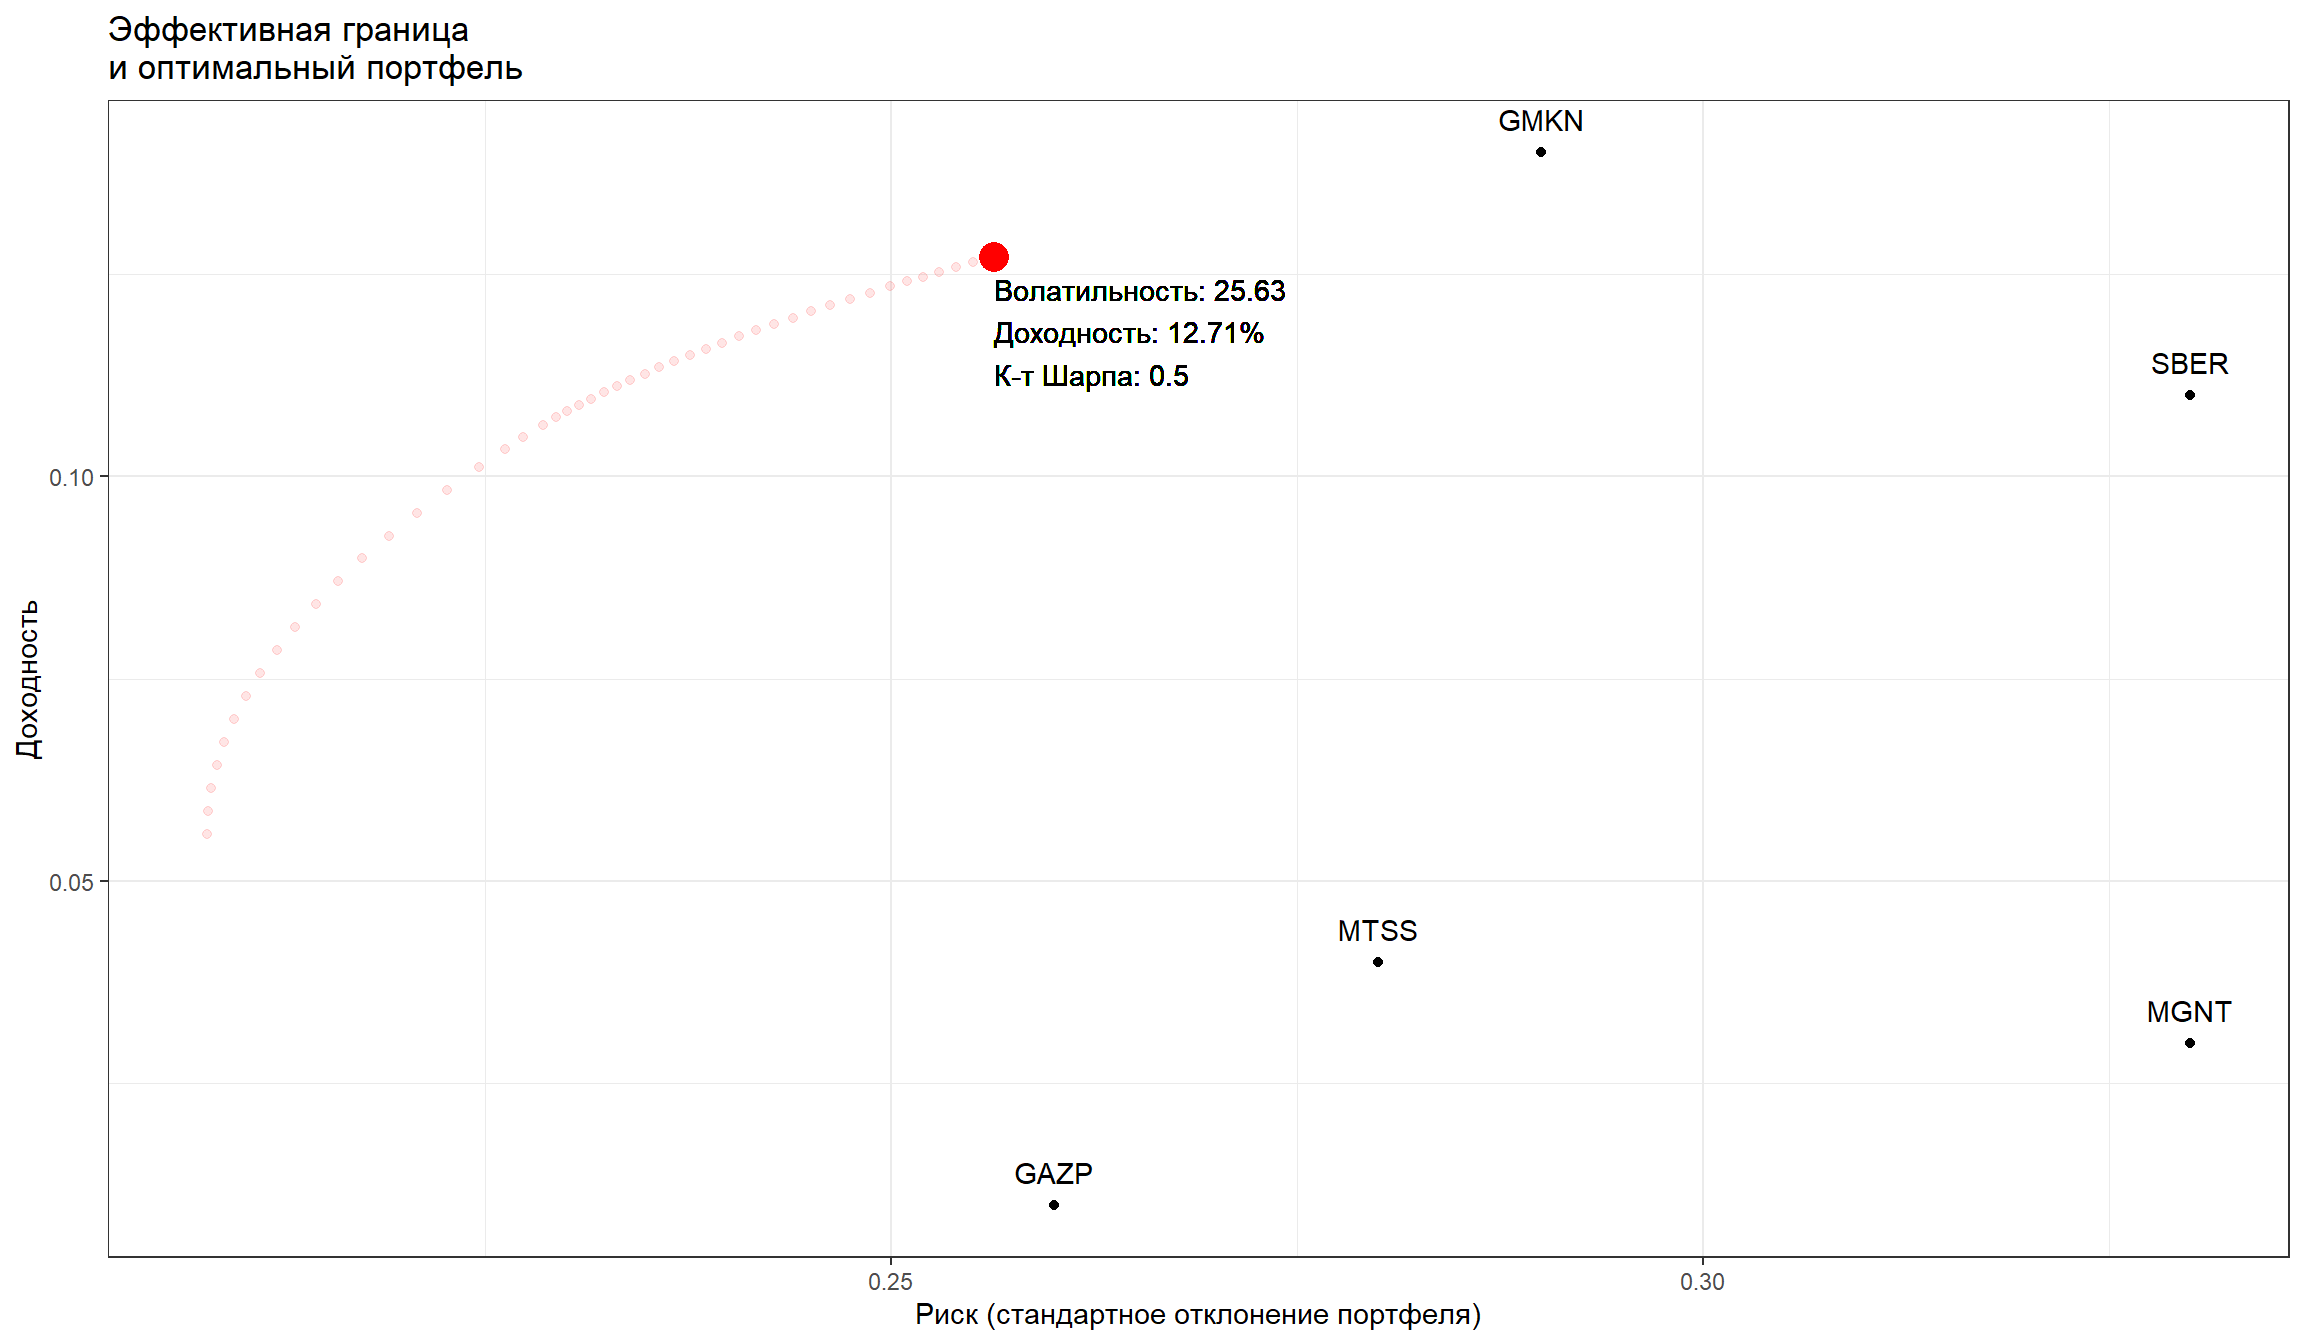 Эффективная граница
и оптимальный портфель
GMKN
Волатильность: 25.63
Доходность: 12.71%
К-т Шарпа: 0.5
SBER
0.10
Доходность
0.05
MTSS
MGNT
GAZP
0.25
0.30
Риск (стандартное отклонение портфеля)